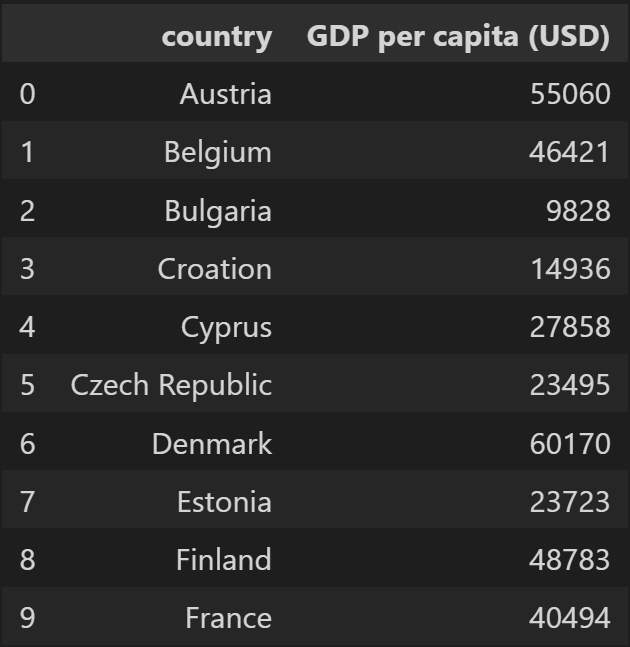 country GDP per capita (USD)
0 Austria 55060
1 Belgium 46421
2 Bulgaria 9828
3 Croation 14936
4 Cyprus 27858
5 Czech Republic 23495
6 Denmark 60170
7 Estonia 23723
8 Finland 48783
9 France 40494